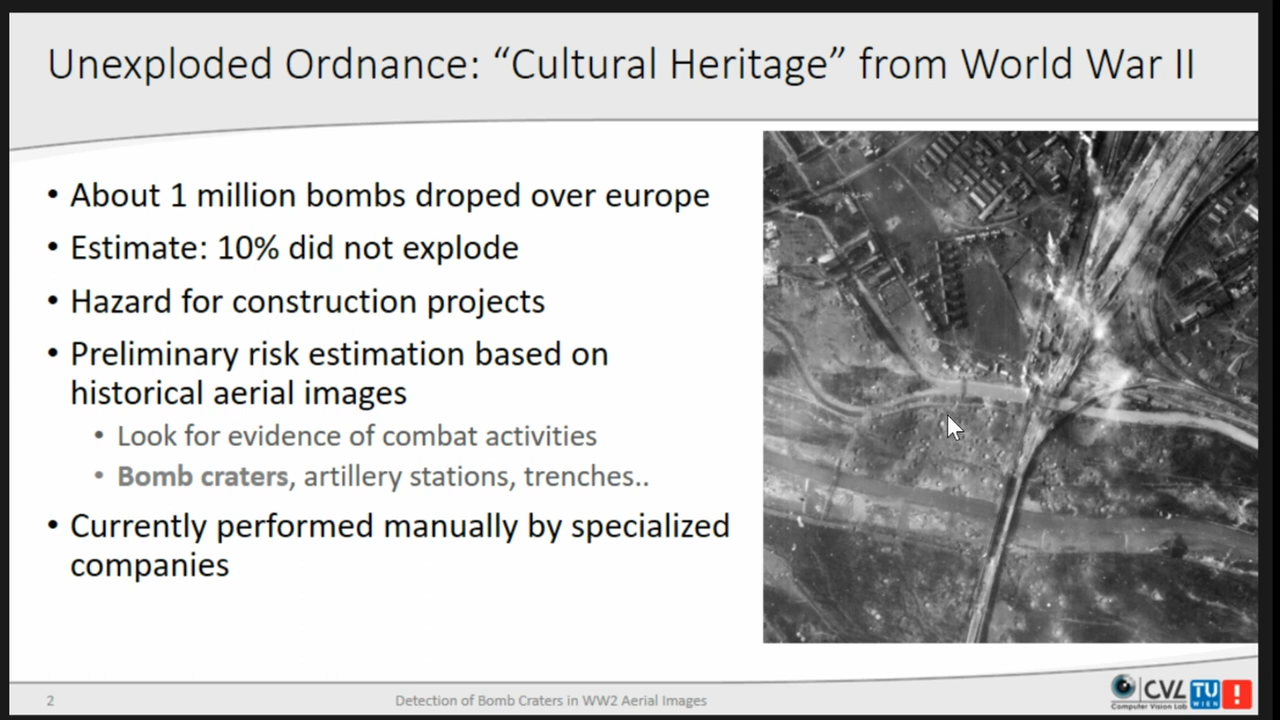 Unexploded Ordnance: “Cultural Heritage” from World War II
• About 1 million bombs droped over europe
• Estimate: 10% did not explode
• Hazard for construction projects
• Preliminary risk estimation based on
historical aerial images
• Look for evidence of combat activities
• Bomb craters, artillery stations, trenches..
• Currently performed manually by specialized
companies
2
Detection of Bomb Craters in WW2 Aerial Images
CVL
Computer Vision Lab
TU
WIEN
!